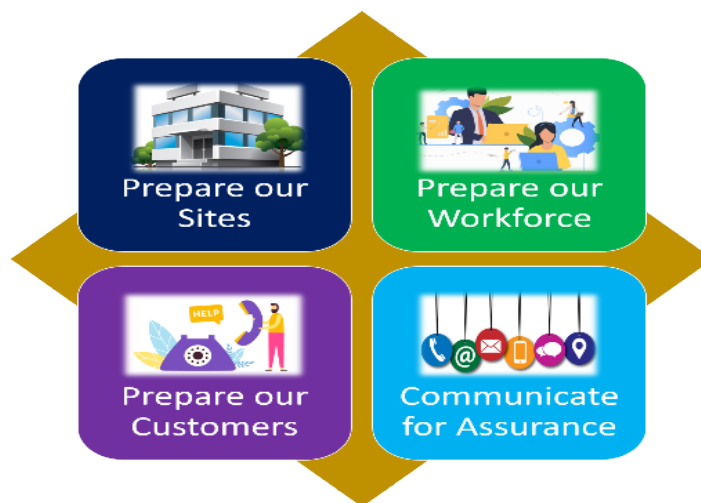 Prepare our
Sites
Prepare our
Workforce
HELP
Prepare our
Customers
@
Communicate
for Assurance